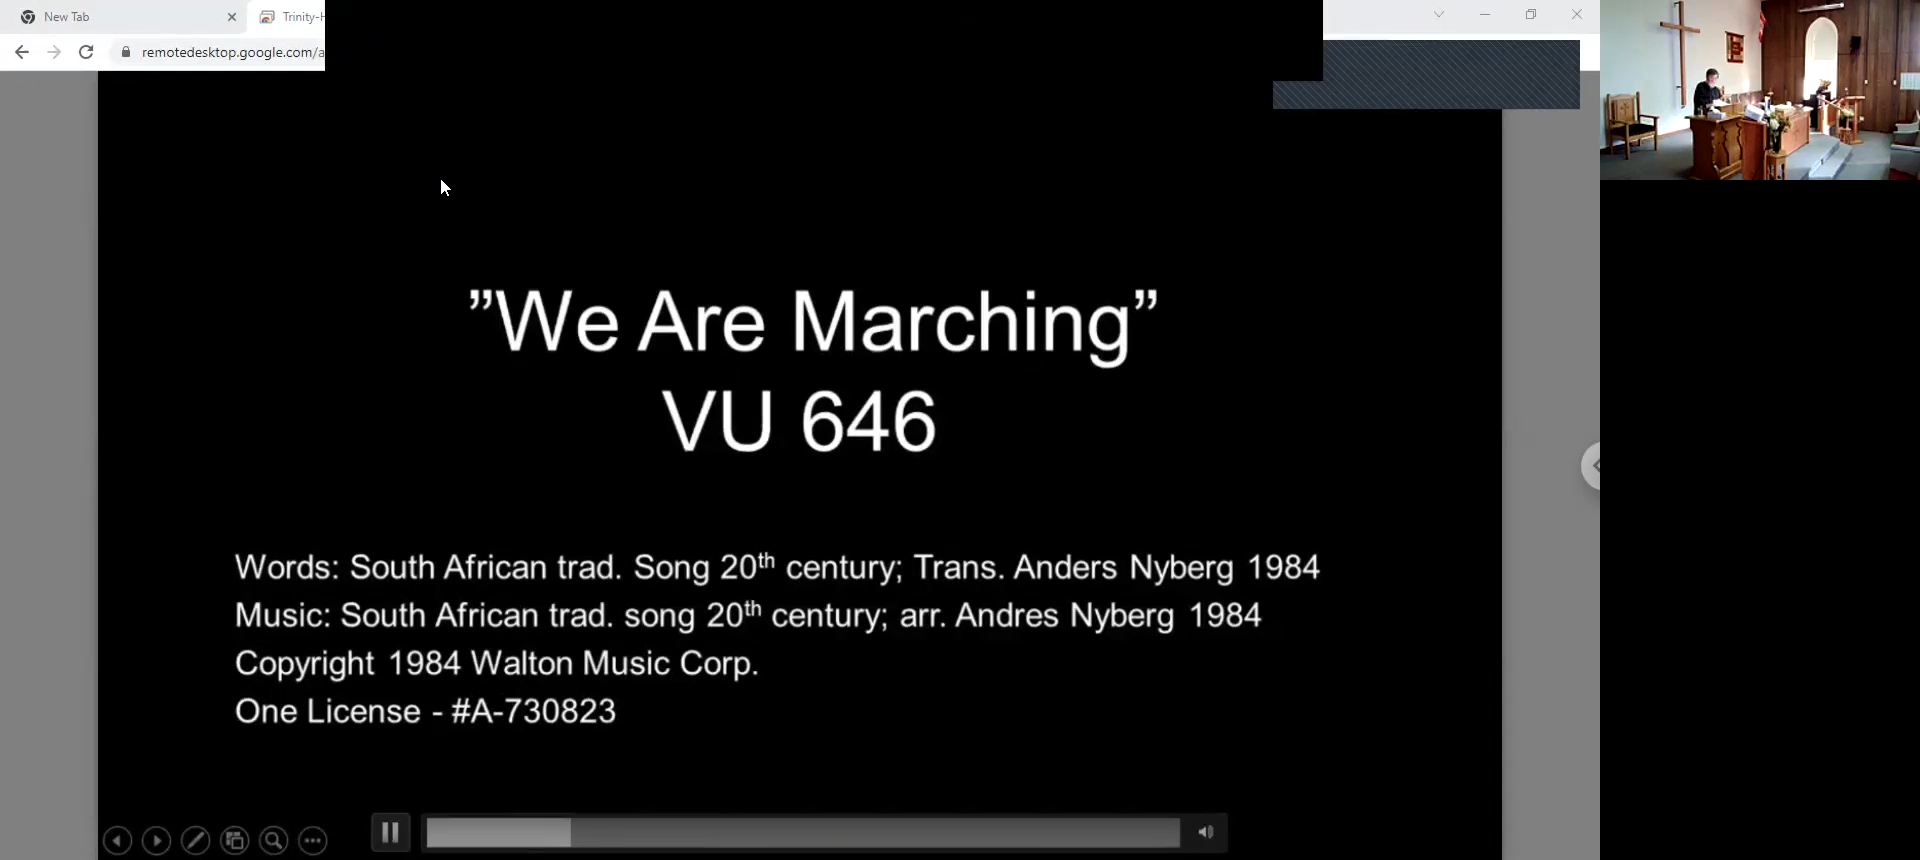 New Tab
Trinity-H
remotedesktop.google.com/a
”We Are Marching”
VU 646
Words: South African trad. Song 20th century; Trans. Anders Nyberg 1984
Music: South African trad. song 20th century; arr. Andres Nyberg 1984
Copyright 1984 Walton Music Corp.
One License - #A-730823